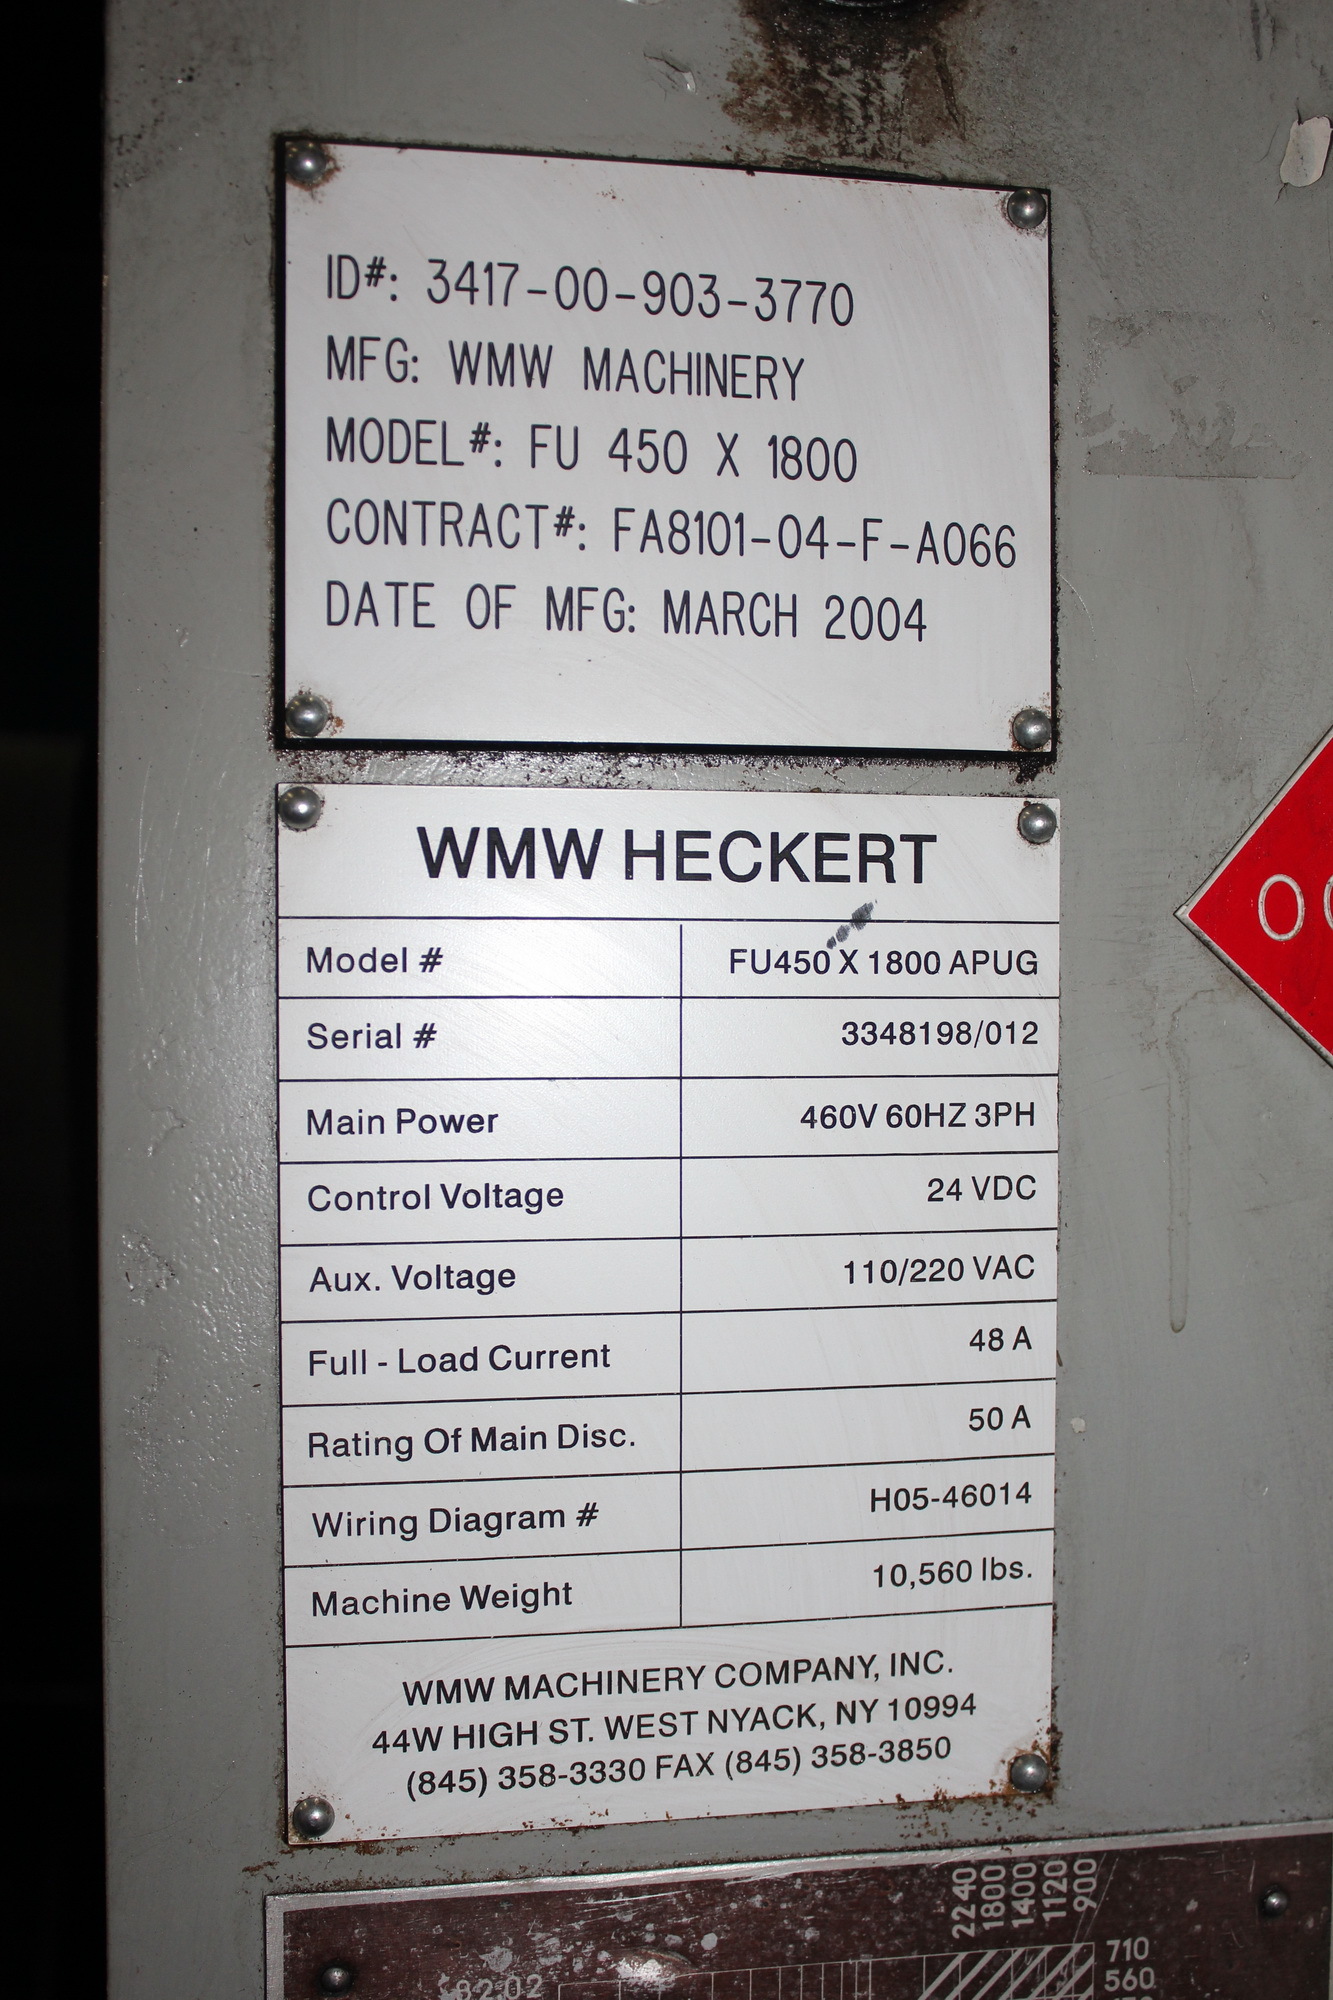 ID#: 3417-00-903-3770
MFG: WMW MACHINERY
MODEL#: FU 450 X 1800
CONTRACT#: FA8101-04-F-A066
DATE OF MFG: MARCH 2004
WMW HECKERT
Model # FU450 X 1800 APUG
Serial # 3348198/012
Main Power 460V 60HZ 3PH
Control Voltage 24 VDC
Aux. Voltage 110/220 VAC
Full - Load Current 48 A
Rating Of Main Disc. 50 A
Wiring Diagram # H05-46014
Machine Weight 10,560 lbs.
WMW MACHINERY COMPANY, INC.
44W HIGH ST. WEST NYACK, NY 10994
(845) 358-3330 FAX (845) 358-3850
2240
1800
1400
1120
900
710
560